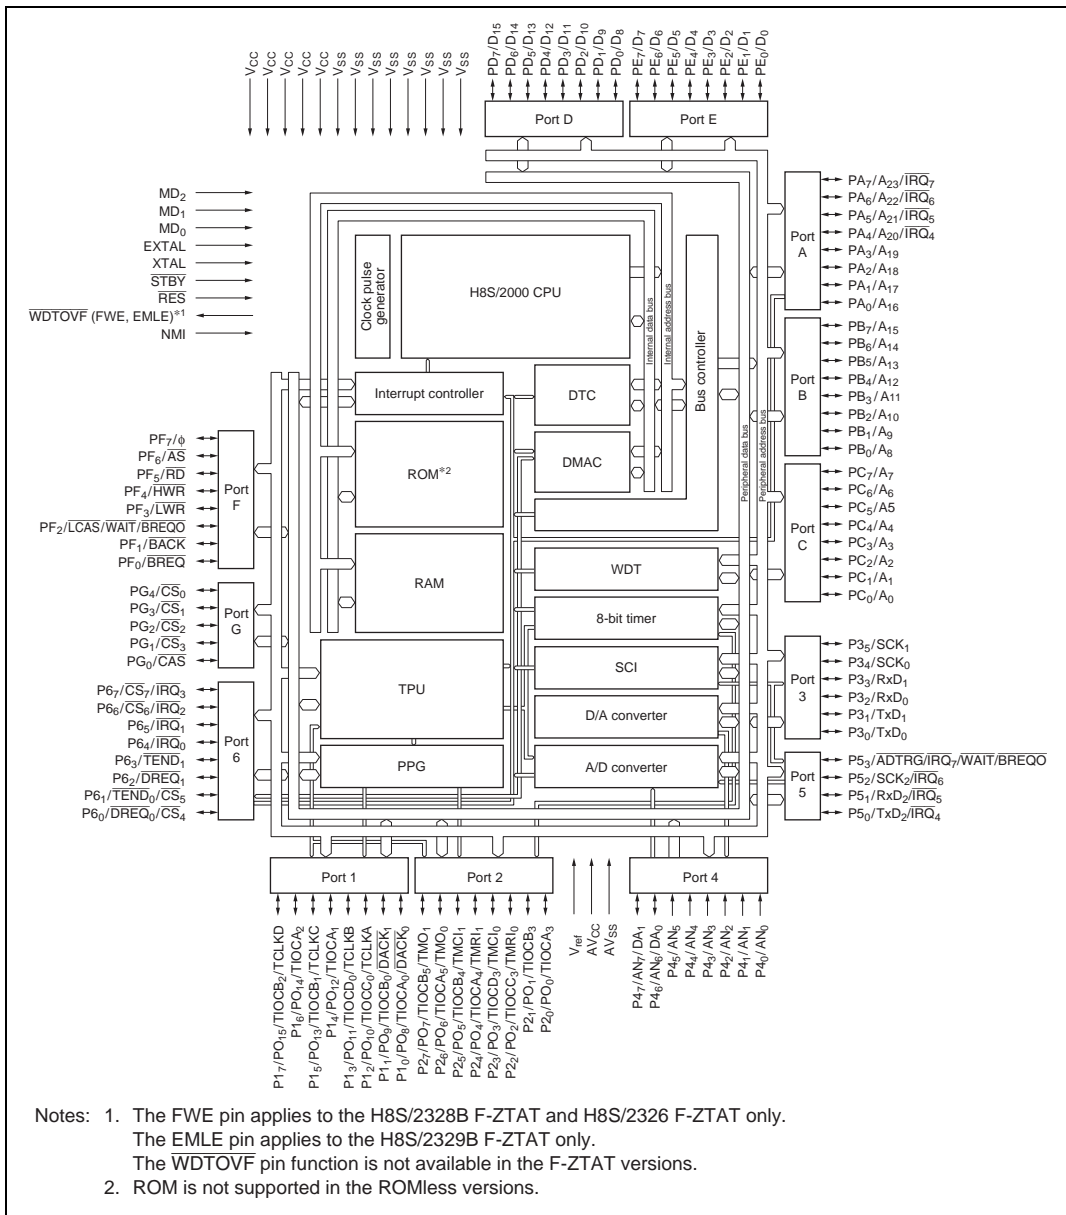 VCC
VCC
VCC
VCC
VCC
VSS
VSS
VSS
VSS
VSS
VSS
VSS
VSS
PD7/D15
PD6/D14
PD5/D13
PD4/D12
PD3/D11
PD2/D10
PD1/D9
PD0/D8
PE7/D7
PE6/D6
PE5/D5
PE4/D4
PE3/D3
PE2/D2
PE1/D1
PE0/D0
Port D
Port E
MD2
MD1
MD0
EXTAL
XTAL
STBY
RES
WDTOVF (FWE, EMLE)*1
NMI
Clock pulse generator
H8S/2000 CPU
Internal data bus
Internal address bus
Bus controller
Peripheral data bus
Peripheral address bus
Interrupt controller
DTC
DMAC
ROM*2
RAM
WDT
8-bit timer
SCI
TPU
D/A converter
PPG
A/D converter
Port A
PA7/A23/IRQ7
PA6/A22/IRQ6
PA5/A21/IRQ5
PA4/A20/IRQ4
PA3/A19
PA2/A18
PA1/A17
PA0/A16
Port B
PB7/A15
PB6/A14
PB5/A13
PB4/A12
PB3/A11
PB2/A10
PB1/A9
PB0/A8
Port C
PC7/A7
PC6/A6
PC5/A5
PC4/A4
PC3/A3
PC2/A2
PC1/A1
PC0/A0
Port 3
P35/SCK1
P34/SCK0
P33/RxD1
P32/RxD0
P31/TxD1
P30/TxD0
Port 5
P53/ADTRG/IRQ7/WAIT/BREQO
P52/SCK2/IRQ6
P51/RxD2/IRQ5
P50/TxD2/IRQ4
PF7/φ
PF6/AS
PF5/RD
PF4/HWR
PF3/LWR
PF2/LCAS/WAIT/BREQO
PF1/BACK
PF0/BREQ
Port F
PG4/CS0
PG3/CS1
PG2/CS2
PG1/CS3
PG0/CAS
Port G
P67/CS7/IRQ3
P66/CS6/IRQ2
P65/IRQ1
P64/IRQ0
P63/TEND1
P62/DREQ1
P61/TEND0/CS5
P60/DREQ0/CS4
Port 6
Port 1
Port 2
Port 4
P17/PO15/TIOCB2/TCLKD
P16/PO14/TIOCA2
P15/PO13/TIOCB1/TCLKC
P14/PO12/TIOCA1
P13/PO11/TIOCD0/TCLKB
P12/PO10/TIOCC0/TCLKA
P11/PO9/TIOCB0/DACK1
P10/PO8/TIOCA0/DACK0
P27/PO7/TIOCB5/TMO1
P26/PO6/TIOCA5/TMO0
P25/PO5/TIOCB4/TMCI1
P24/PO4/TIOCA4/TMRI1
P23/PO3/TIOCD3/TMCI0
P22/PO2/TIOCC3/TMRI0
P21/PO1/TIOCB3
P20/PO0/TIOCA3
Vref
AVCC
AVSS
P47/AN7/DA1
P46/AN6/DA0
P45/AN5
P44/AN4
P43/AN3
P42/AN2
P41/AN1
P40/AN0
Notes: 1. The FWE pin applies to the H8S/2328B F-ZTAT and H8S/2326 F-ZTAT only.
The EMLE pin applies to the H8S/2329B F-ZTAT only.
The WDTOVF pin function is not available in the F-ZTAT versions.
2. ROM is not supported in the ROMless versions.